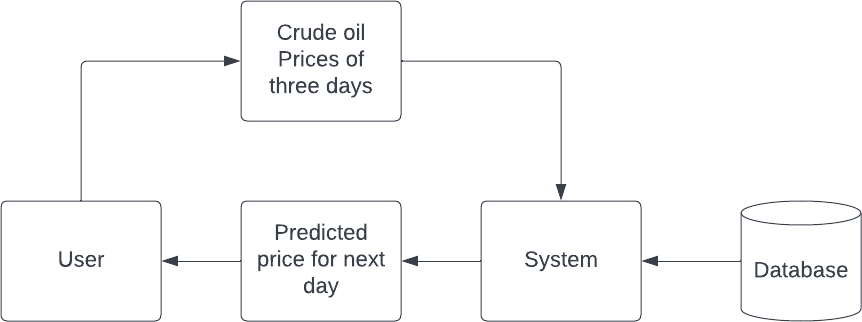 Crude oil
Prices of
three days
User
Predicted
price for next
day
System
Database